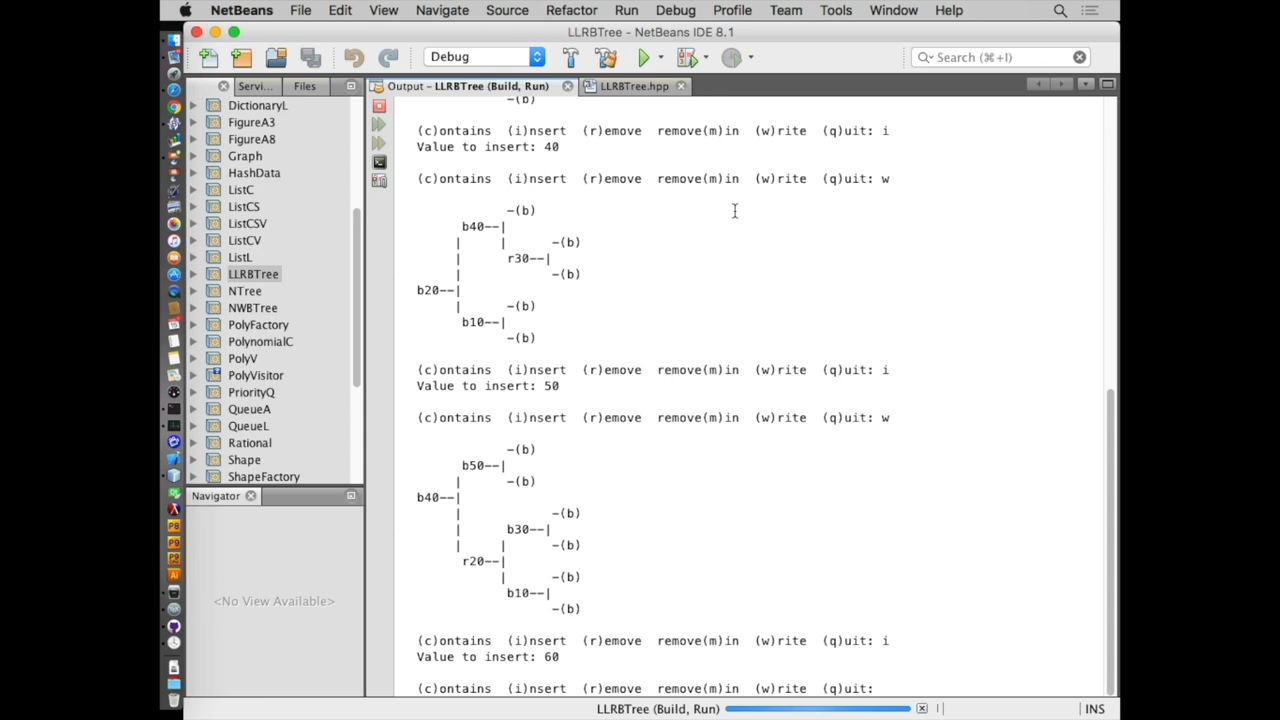 NetBeans File Edit View Navigate Source Refactor Run Debug Profile Team Tools Window Help
LLRBTree - NetBeans IDE 8.1
Debug
Search (⌘+I)
Servi... Files
Output - LLRBTree (Build, Run)
LLRBTree.hpp
DictionaryL
FigureA3
FigureA8
Graph
HashData
ListC
ListCS
ListCSV
ListCV
ListL
LLRBTree
NTree
NWBTree
PolyFactory
PolynomialC
PolyV
PolyVisitor
PriorityQ
QueueA
QueueL
Rational
Shape
ShapeFactory
Navigator
<No View Available>
-(b)
(c)ontains (i)nsert (r)emove remove(m)in (w)rite (q)uit: i
Value to insert: 40
(c)ontains (i)nsert (r)emove remove(m)in (w)rite (q)uit: w
-(b)
b40--|
| | -(b)
| r30--|
| -(b)
b20--|
| -(b)
b10--|
-(b)
(c)ontains (i)nsert (r)emove remove(m)in (w)rite (q)uit: i
Value to insert: 50
(c)ontains (i)nsert (r)emove remove(m)in (w)rite (q)uit: w
-(b)
b50--|
| -(b)
b40--|
| -(b)
| b30--|
| | -(b)
r20--|
| -(b)
b10--|
-(b)
(c)ontains (i)nsert (r)emove remove(m)in (w)rite (q)uit: i
Value to insert: 60
(c)ontains (i)nsert (r)emove remove(m)in (w)rite (q)uit:
LLRBTree (Build, Run)
INS